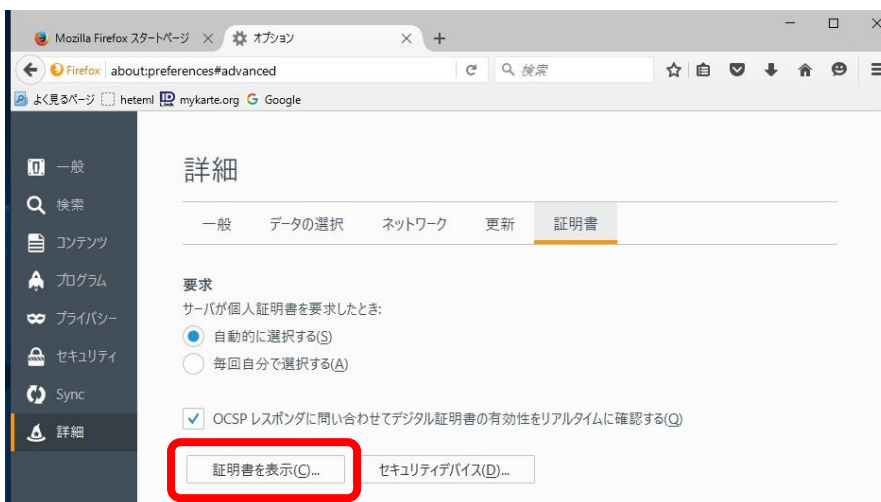 Mozilla Firefox スタートページ
オプション
Firefox about:preferences#advanced
検索
よく見るページ heteml mykarte.org Google
一般
検索
コンテンツ
プログラム
プライバシー
セキュリティ
Sync
詳細
詳細
一般 データの選択 ネットワーク 更新 証明書
要求
サーバが個人証明書を要求したとき:
自動的に選択する(S)
毎回自分で選択する(A)
OCSP レスポンダに問い合わせてデジタル証明書の有効性をリアルタイムに確認する(Q)
証明書を表示(C)... セキュリティデバイス(D)...